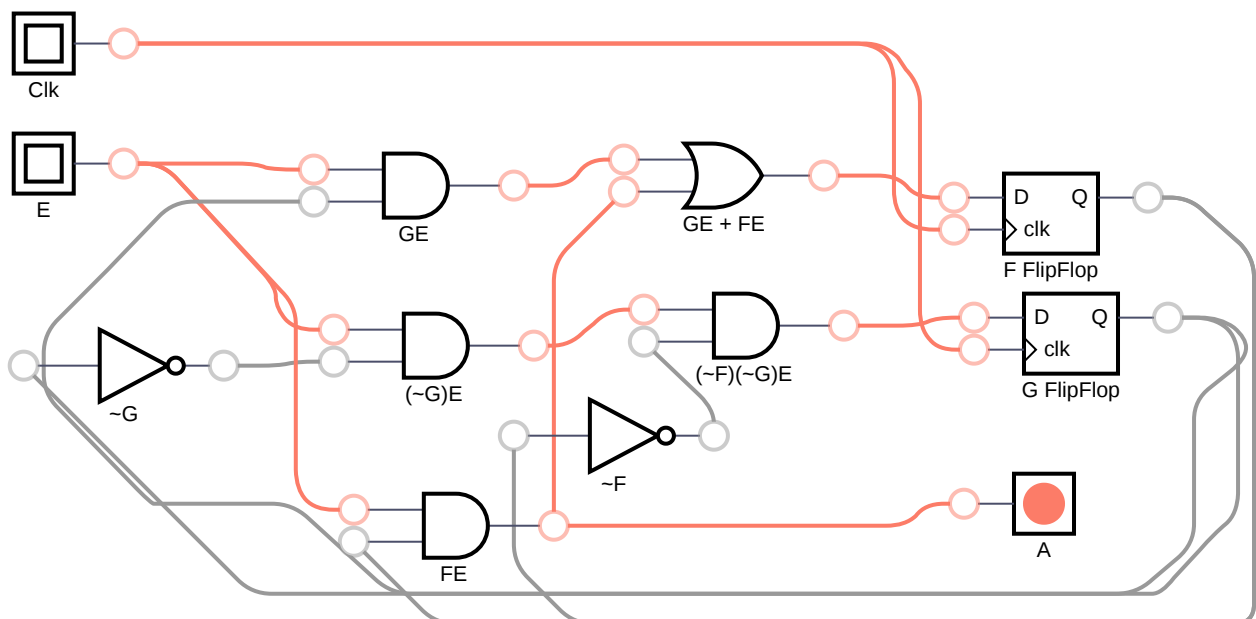 Clk
E
GE
GE + FE
D Q
clk
F FlipFlop
D Q
clk
G FlipFlop
~G
(~G)E
(~F)(~G)E
~F
FE
A